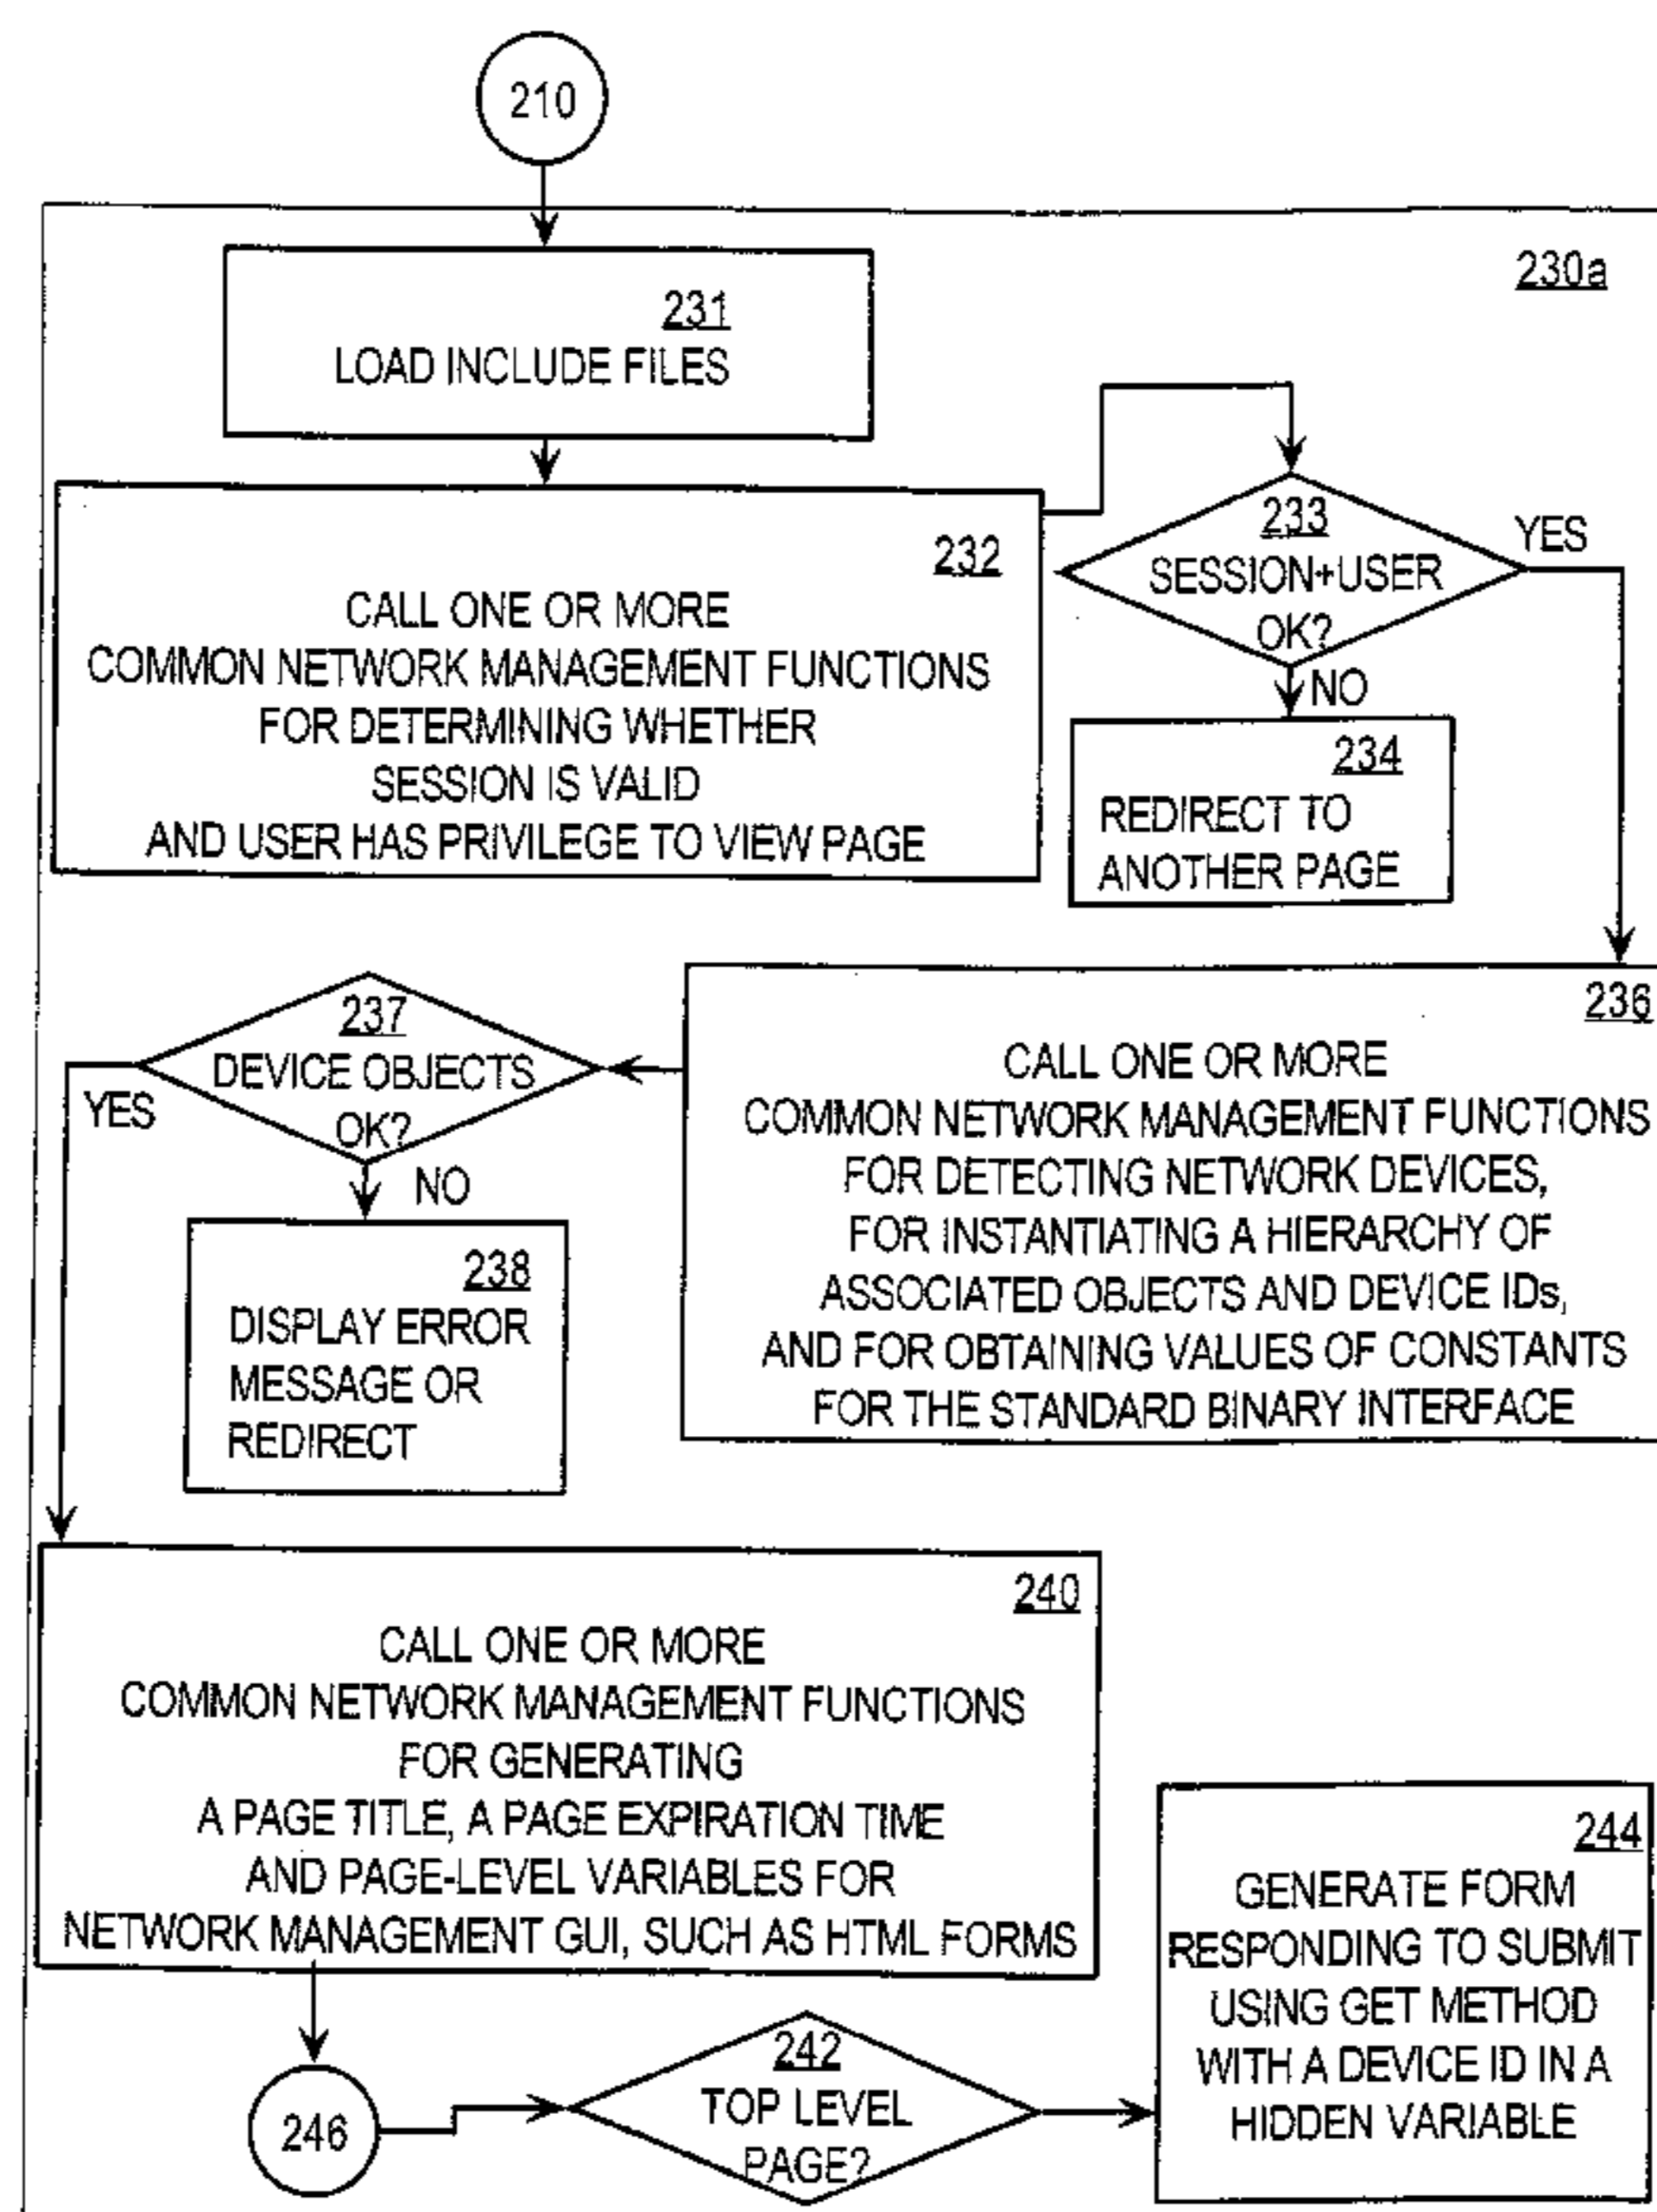 210
230a
231
LOAD INCLUDE FILES
232
CALL ONE OR MORE
COMMON NETWORK MANAGEMENT FUNCTIONS
FOR DETERMINING WHETHER
SESSION IS VALID
AND USER HAS PRIVILEGE TO VIEW PAGE
233
SESSION+USER
OK?
YES
NO
234
REDIRECT TO
ANOTHER PAGE
236
CALL ONE OR MORE
COMMON NETWORK MANAGEMENT FUNCTIONS
FOR DETECTING NETWORK DEVICES,
FOR INSTANTIATING A HIERARCHY OF
ASSOCIATED OBJECTS AND DEVICE IDs,
AND FOR OBTAINING VALUES OF CONSTANTS
FOR THE STANDARD BINARY INTERFACE
237
DEVICE OBJECTS
OK?
YES
NO
238
DISPLAY ERROR
MESSAGE OR
REDIRECT
240
CALL ONE OR MORE
COMMON NETWORK MANAGEMENT FUNCTIONS
FOR GENERATING
A PAGE TITLE, A PAGE EXPIRATION TIME
AND PAGE-LEVEL VARIABLES FOR
NETWORK MANAGEMENT GUI, SUCH AS HTML FORMS
246
242
TOP LEVEL
PAGE?
244
GENERATE FORM
RESPONDING TO SUBMIT
USING GET METHOD
WITH A DEVICE ID IN A
HIDDEN VARIABLE